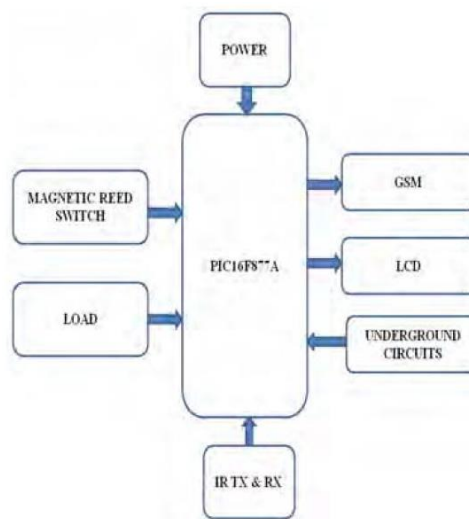 POWER
MAGNETIC REED
SWITCH
GSM
PIC16F877A
LCD
LOAD
UNDERGROUND
CIRCUITS
IR TX & RX